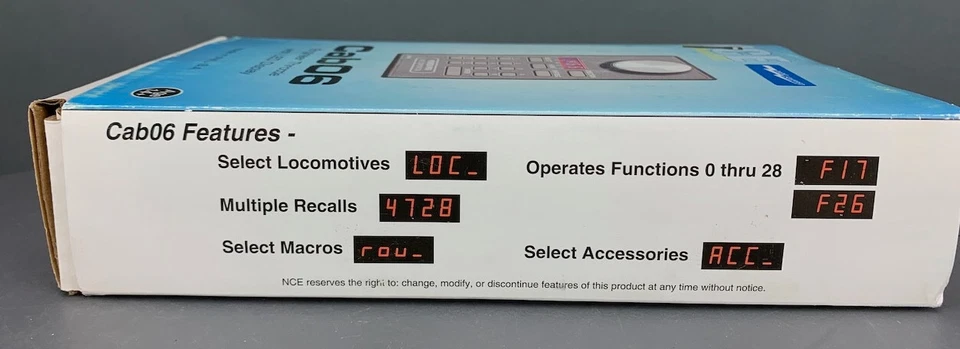 Cab06
Cab06 Features -
Select Locomotives LOC_ Operates Functions 0 thru 28 F17
Multiple Recalls 4728 F26
Select Macros rou_ Select Accessories ACC_
NCE reserves the right to: change, modify, or discontinue features of this product at any time without notice.